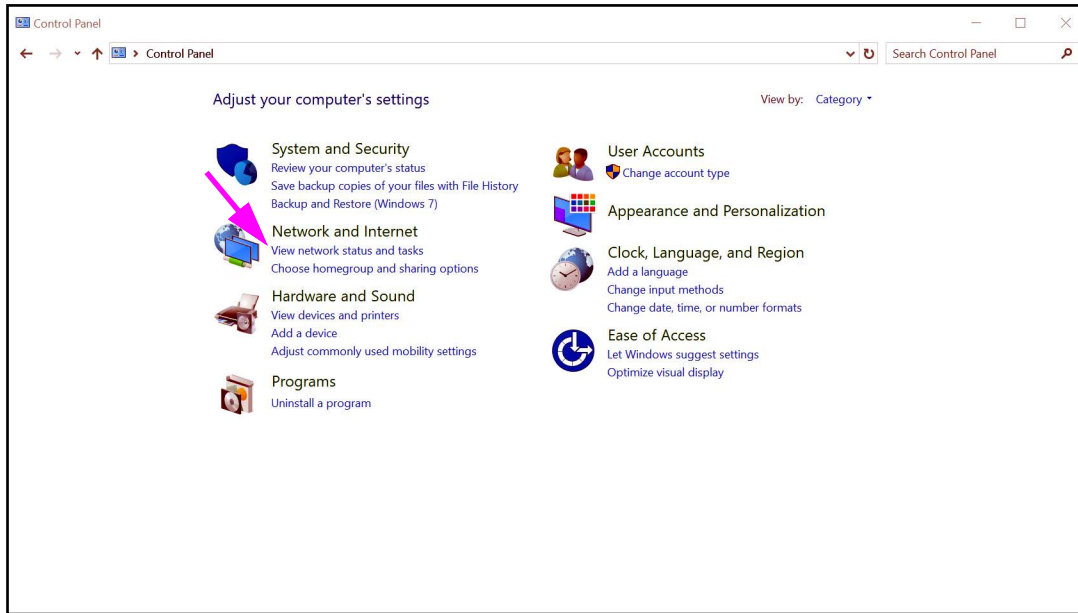 Control Panel
Control Panel
Search Control Panel
Adjust your computer's settings
View by: Category
System and Security
Review your computer's status
Save backup copies of your files with File History
Backup and Restore (Windows 7)
Network and Internet
View network status and tasks
Choose homegroup and sharing options
Hardware and Sound
View devices and printers
Add a device
Adjust commonly used mobility settings
Programs
Uninstall a program
User Accounts
Change account type
Appearance and Personalization
Clock, Language, and Region
Add a language
Change input methods
Change date, time, or number formats
Ease of Access
Let Windows suggest settings
Optimize visual display